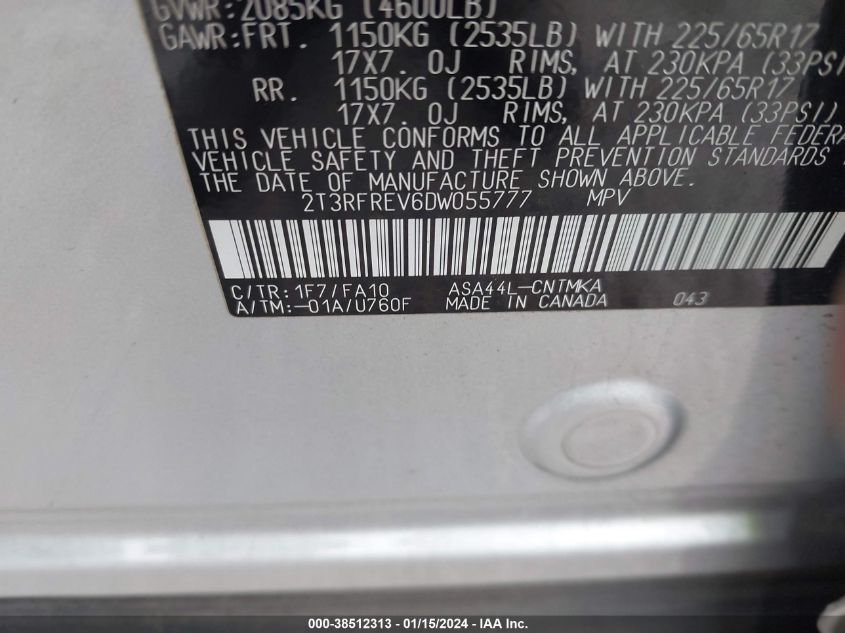 GVWR:2085KG (4600LB)
GAWR:FRT. 1150KG (2535LB) WITH 225/65R17
17X7.0J RIMS, AT 230KPA (33PSI
RR. 1150KG (2535LB) WITH 225/65R17
17X7.0J RIMS, AT 230KPA (33PSI)
THIS VEHICLE CONFORMS TO ALL APPLICABLE FEDERA
VEHICLE SAFETY AND THEFT PREVENTION STANDARDS
THE DATE OF MANUFACTURE SHOWN ABOVE.
2T3RFREV6DW055777 MPV
C/TR:1F7/FA10 ASA44L-CNTMKA
A/TM:-01A/U760F MADE IN CANADA 043
000-38512313 - 01/15/2024 - IAA Inc.